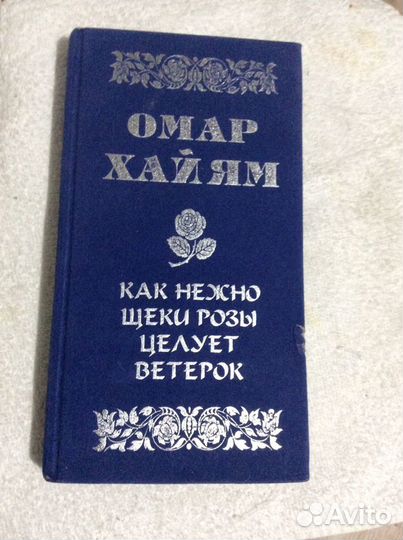 ОМАР
ХАЙЯМ
КАК НЕЖНО
ЩЕКИ РОЗЫ
ЦЕЛУЕТ
ВЕТЕРОК
Avito